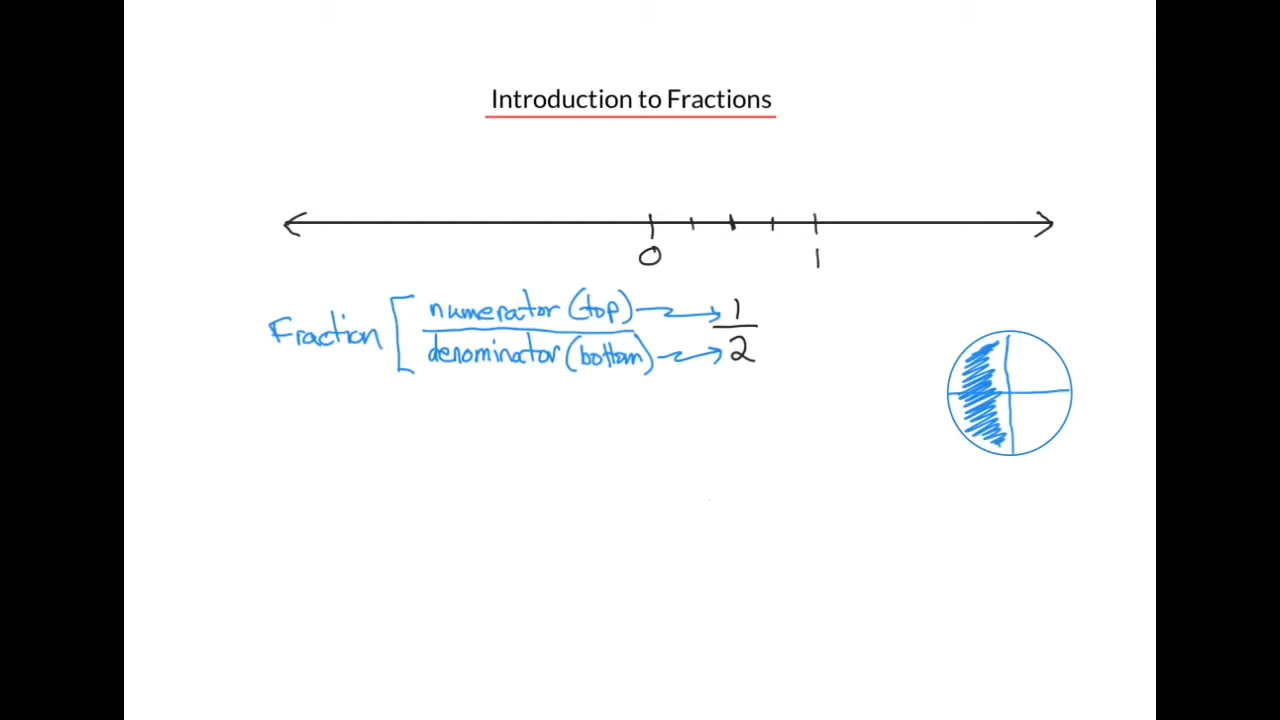 Introduction to Fractions
0 1
Fraction
numerator (top)
denominator (bottom)
1
2